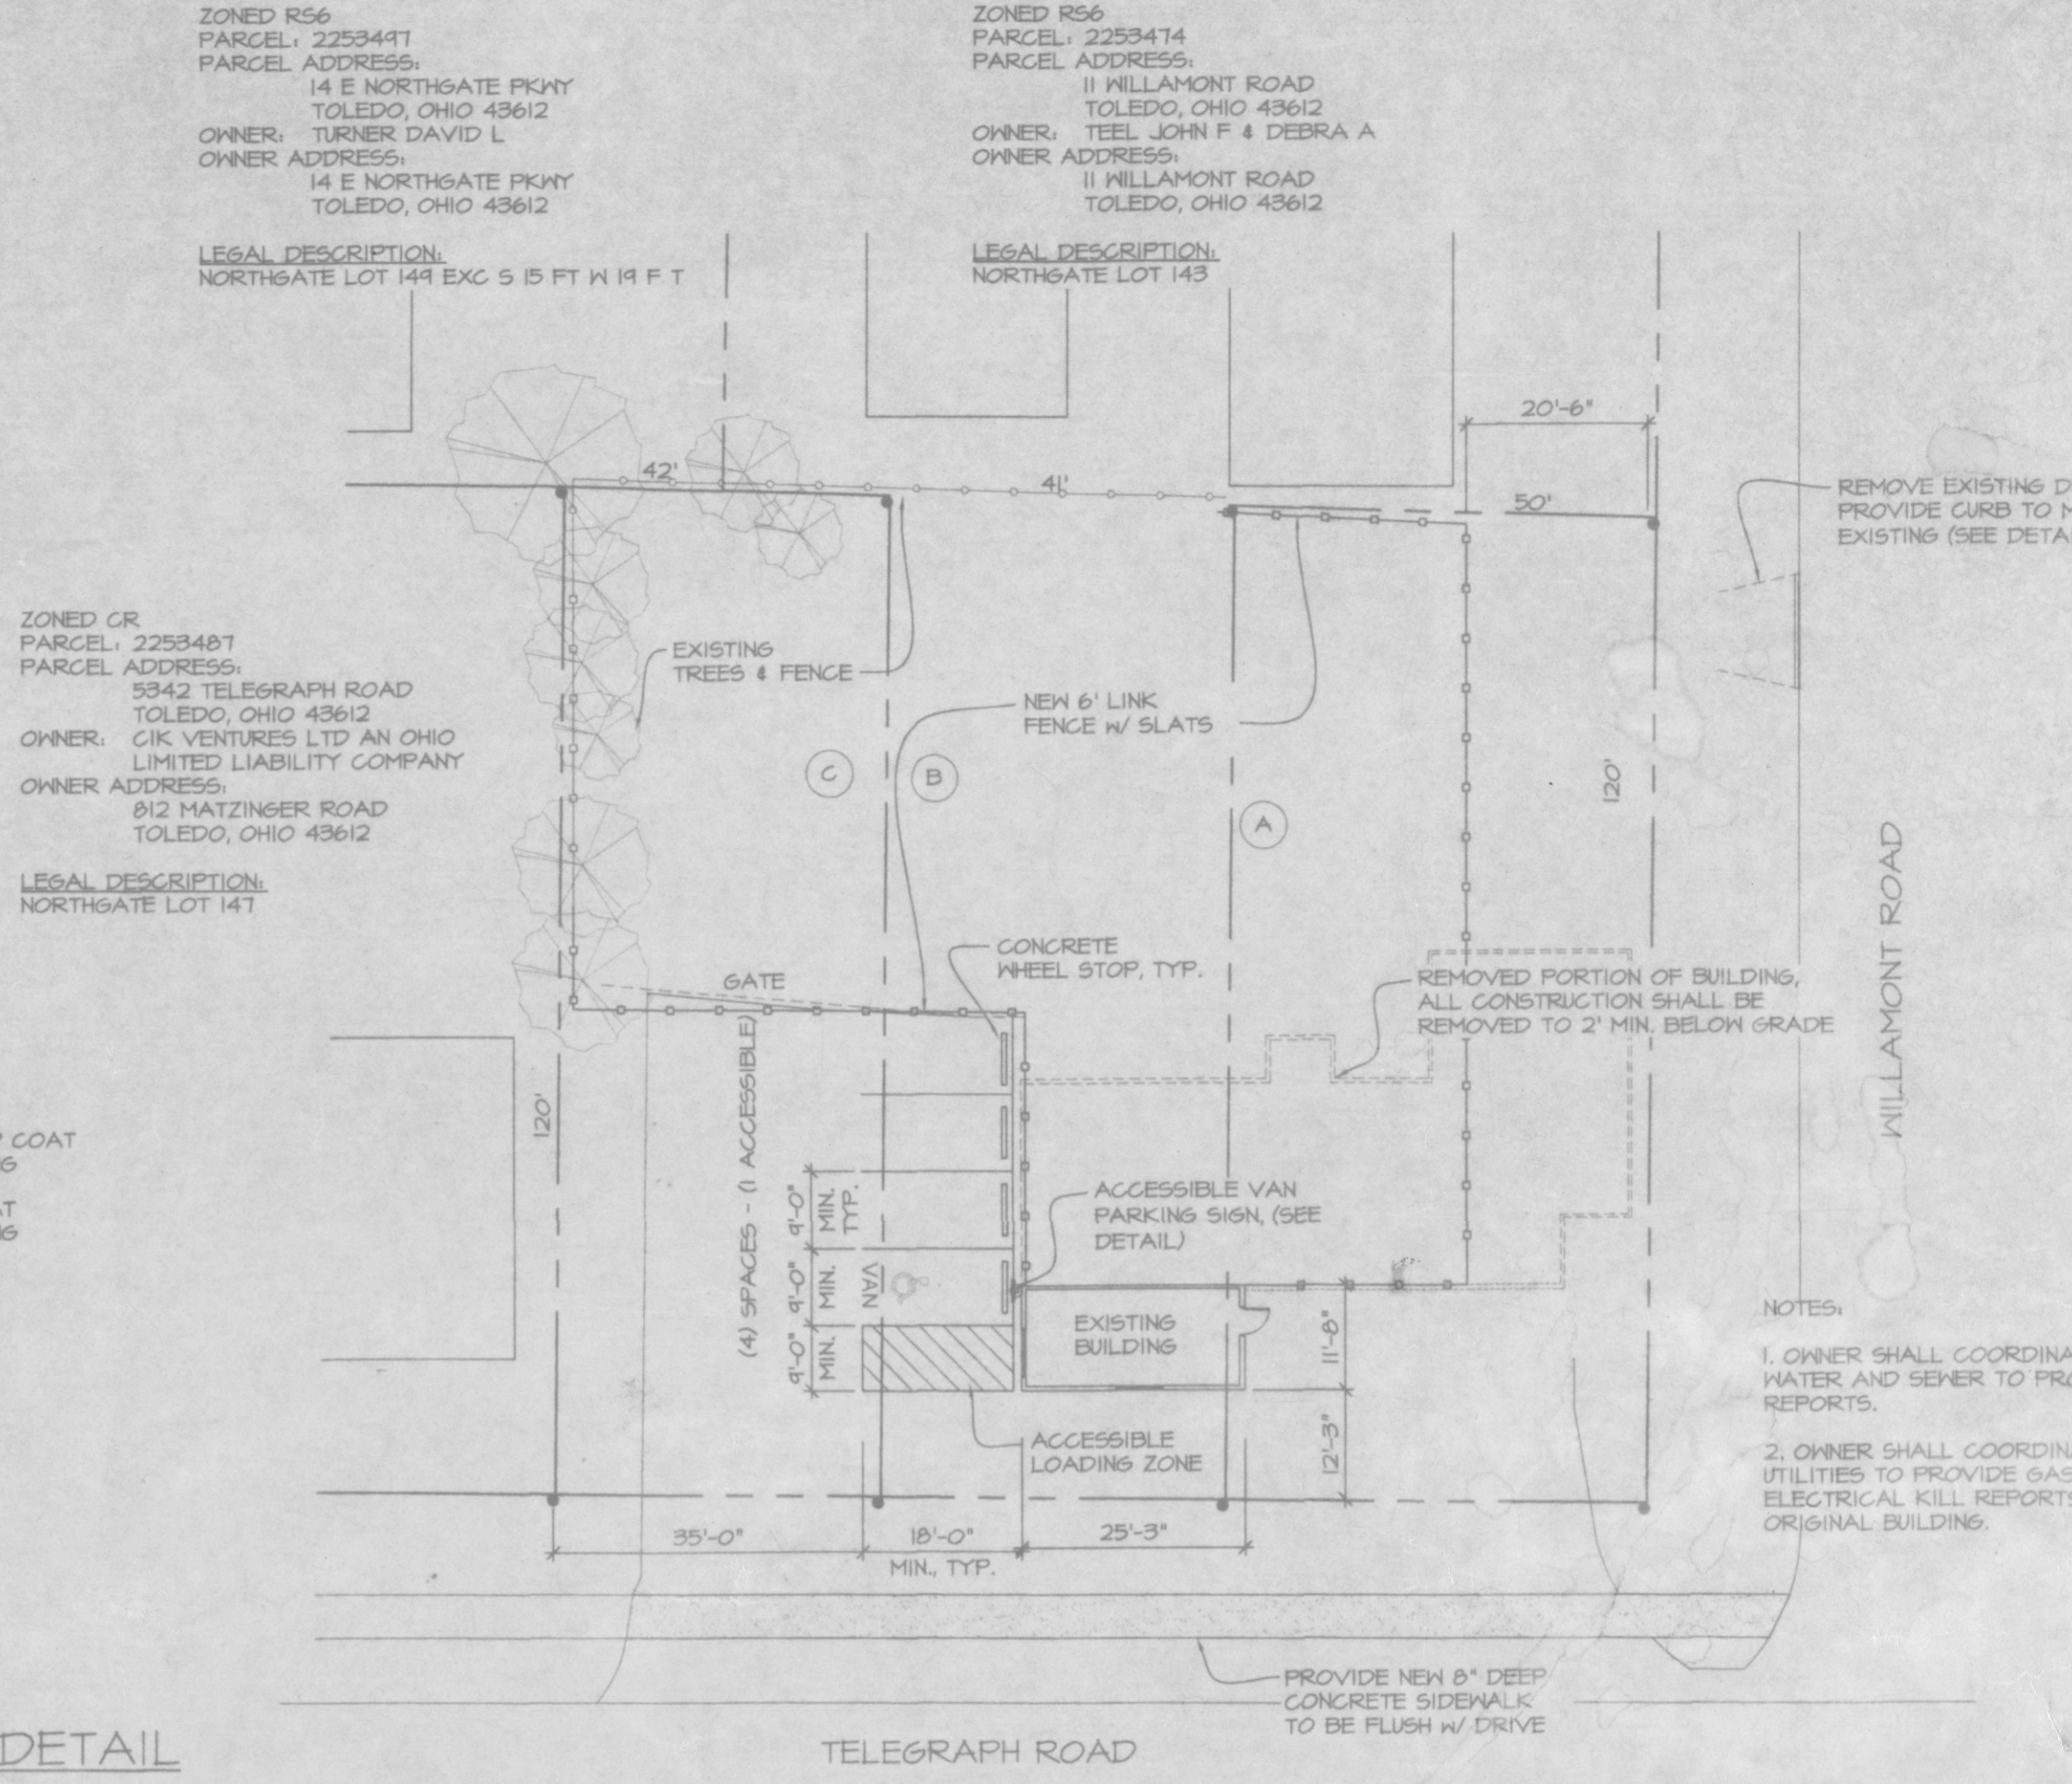 ZONED RS6
PARCEL: 2253497
PARCEL ADDRESS:
14 E NORTHGATE PKWY
TOLEDO, OHIO 43612
OWNER: TURNER DAVID L
OWNER ADDRESS:
14 E NORTHGATE PKWY
TOLEDO, OHIO 43612
LEGAL DESCRIPTION:
NORTHGATE LOT 149 EXC S 15 FT W 19 F T
ZONED RS6
PARCEL: 2253474
PARCEL ADDRESS:
11 WILLAMONT ROAD
TOLEDO, OHIO 43612
OWNER: TEEL JOHN F & DEBRA A
OWNER ADDRESS:
11 WILLAMONT ROAD
TOLEDO, OHIO 43612
LEGAL DESCRIPTION:
NORTHGATE LOT 143
20'-6"
42'
41'
50'
REMOVE EXISTING D
PROVIDE CURB TO M
EXISTING (SEE DETAI
ZONED CR
PARCEL: 2253487
PARCEL ADDRESS:
5342 TELEGRAPH ROAD
TOLEDO, OHIO 43612
OWNER: CIK VENTURES LTD AN OHIO
LIMITED LIABILITY COMPANY
OWNER ADDRESS:
812 MATZINGER ROAD
TOLEDO, OHIO 43612
LEGAL DESCRIPTION:
NORTHGATE LOT 147
EXISTING
TREES & FENCE
NEW 6' LINK
FENCE W/ SLATS
C
B
A
120'
WILLAMONT ROAD
CONCRETE
WHEEL STOP, TYP.
GATE
REMOVED PORTION OF BUILDING,
ALL CONSTRUCTION SHALL BE
REMOVED TO 2' MIN. BELOW GRADE
120'
COAT
G
AT
NG
(4) SPACES - (1 ACCESSIBLE)
9'-0"
MIN.
TYP.
9'-0"
MIN.
9'-0"
MIN.
VAN
ACCESSIBLE VAN
PARKING SIGN, (SEE
DETAIL)
EXISTING
BUILDING
11'-8"
12'-3"
ACCESSIBLE
LOADING ZONE
NOTES:
1. OWNER SHALL COORDINA
WATER AND SEWER TO PRO
REPORTS.
2. OWNER SHALL COORDINA
UTILITIES TO PROVIDE GAS
ELECTRICAL KILL REPORTS
ORIGINAL BUILDING.
35'-0"
18'-0"
MIN., TYP.
25'-3"
PROVIDE NEW 8" DEEP
CONCRETE SIDEWALK
TO BE FLUSH W/ DRIVE
DETAIL
TELEGRAPH ROAD